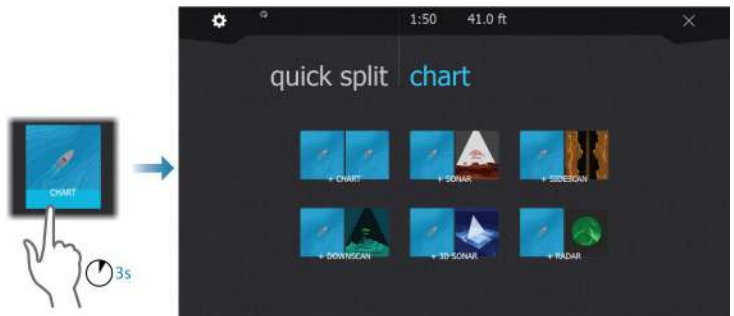 1:50 41.0 ft
quick split chart
+ CHART + SONAR + SIDESCAN
CHART
+ DOWNSCAN + 3D SONAR + RADAR
3s